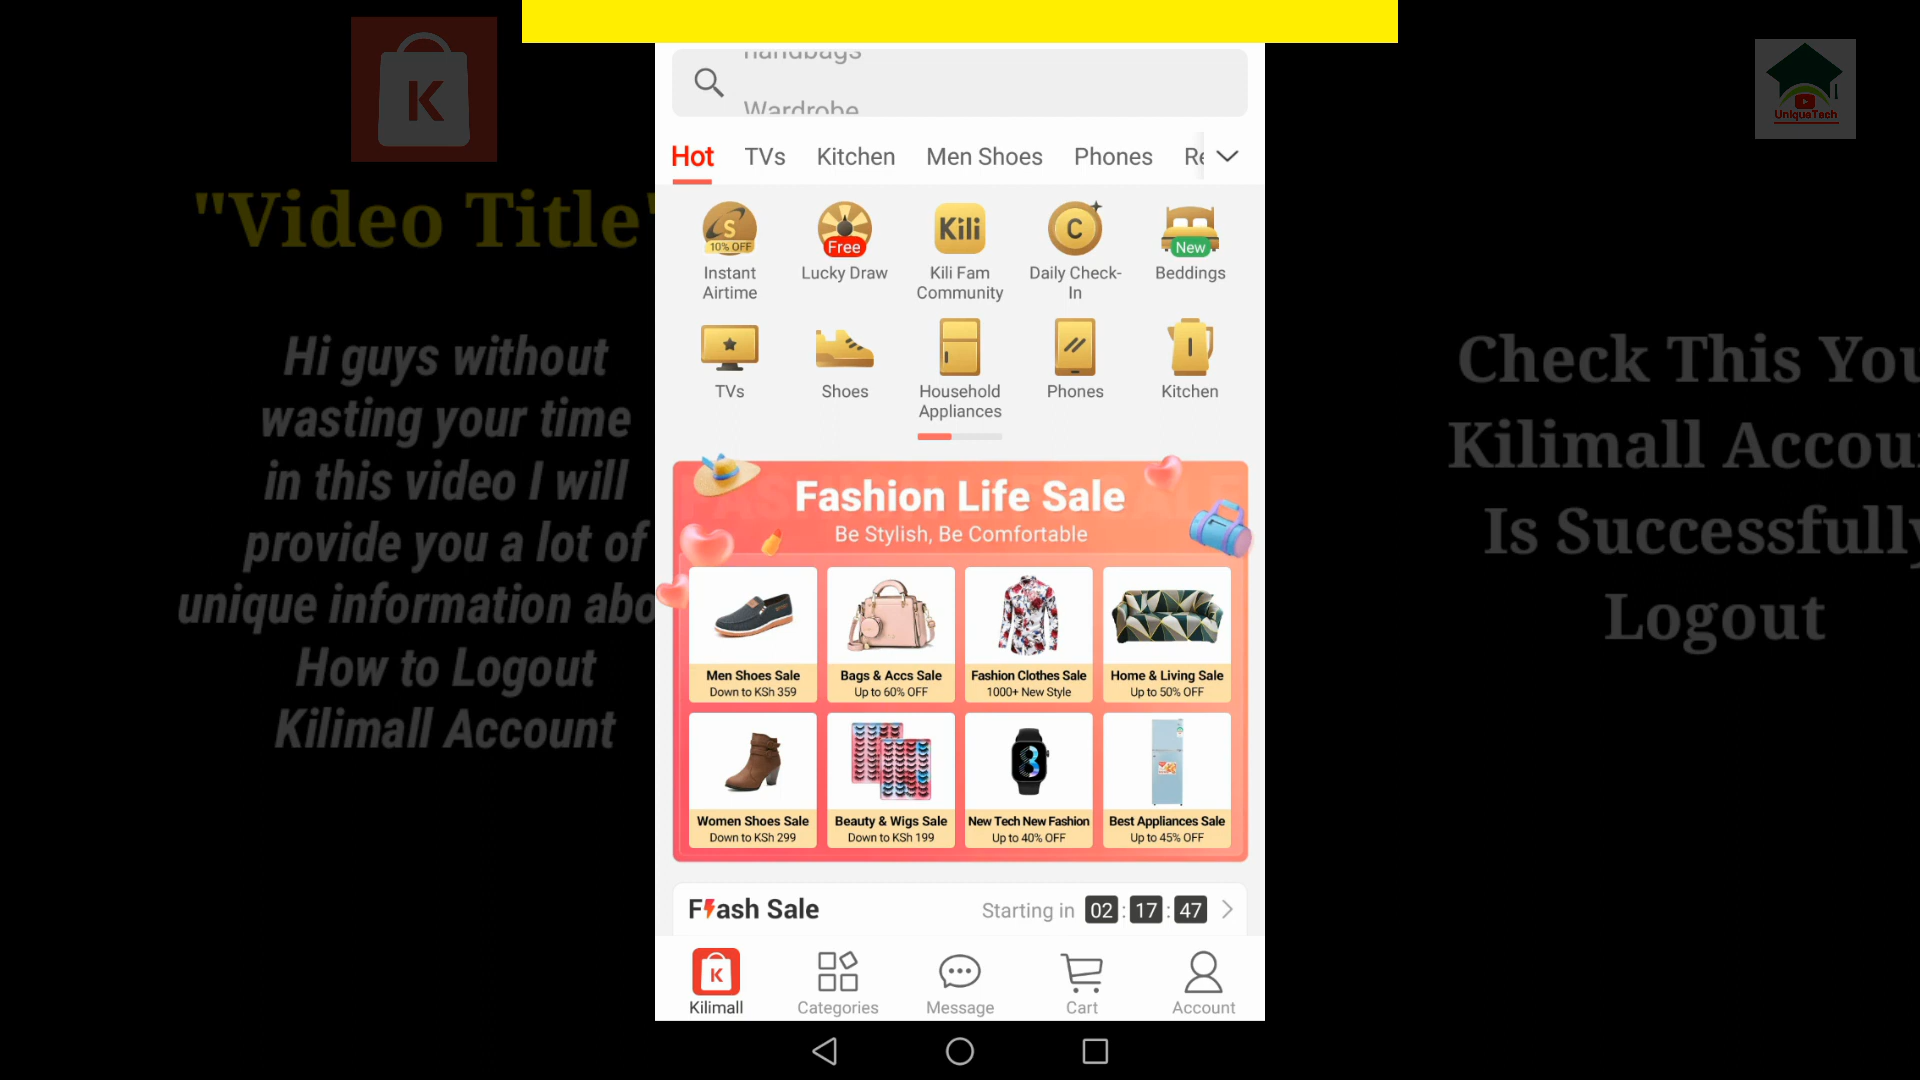 K
UniqueTech
"Video Title"
Hi guys without
wasting your time
in this video I will
provide you a lot of
unique information abo
How to Logout
Kilimall Account
handbags
Wardrobe
Hot TVs Kitchen Men Shoes Phones Re
S
10% OFF
Instant
Airtime
Free
Lucky Draw
Kili
Kili Fam
Community
C
Daily Check-
In
New
Beddings
TVs
Shoes
Household
Appliances
Phones
Kitchen
Fashion Life Sale
Be Stylish, Be Comfortable
Men Shoes Sale
Down to KSh 359
Bags & Accs Sale
Up to 60% OFF
Fashion Clothes Sale
1000+ New Style
Home & Living Sale
Up to 50% OFF
Women Shoes Sale
Down to KSh 299
Beauty & Wigs Sale
Down to KSh 199
New Tech New Fashion
Up to 40% OFF
Best Appliances Sale
Up to 45% OFF
Flash Sale Starting in 02 : 17 : 47
K
Kilimall Categories Message Cart Account
Check This You
Kilimall Accou
Is Successfully
Logout